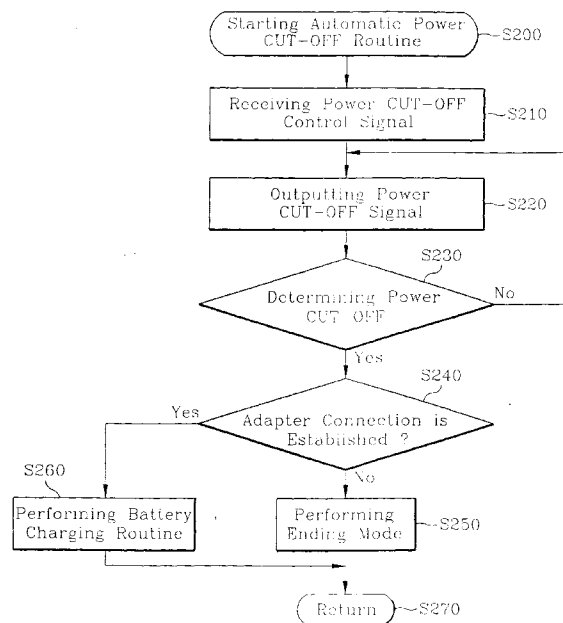 Starting Automatic Power
CUT-OFF Routine
S200
Receiving Power CUT-OFF
Control Signal
S210
Outputting Power
CUT-OFF Signal
S220
S230
Determining Power
CUT OFF
No
Yes
S240
Adapter Connection is
Established ?
Yes
No
S260
Performing Battery
Charging Routine
Performing
Ending Mode
S250
Return
S270